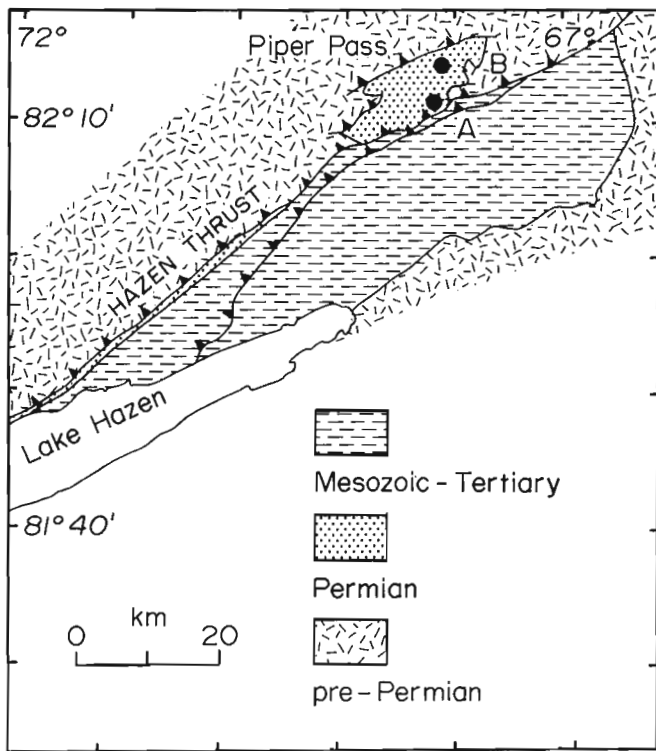 72°
67°
Piper Pass
B
82° 10'
A
HAZEN THRUST
Lake Hazen
Mesozoic - Tertiary
81° 40'
Permian
km
0 20
pre - Permian